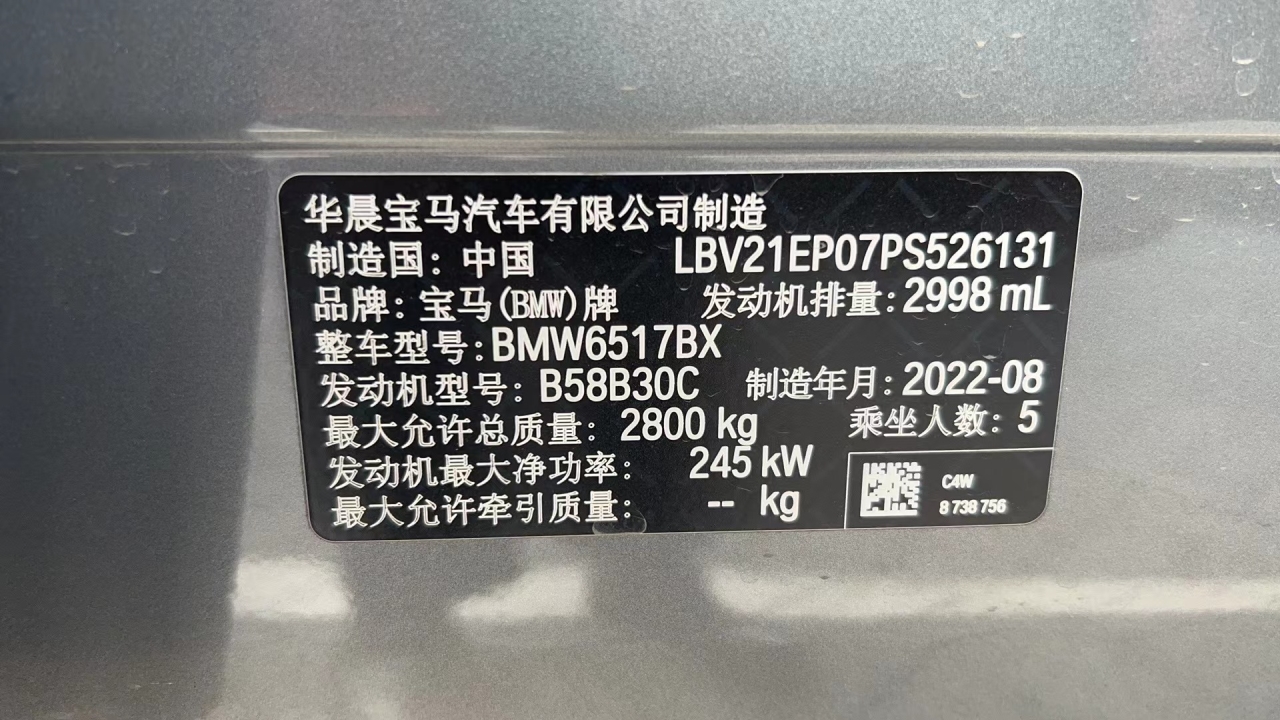 华晨宝马汽车有限公司制造
制造国：中国 LBV21EP07PS526131
品牌：宝马(BMW)牌 发动机排量：2998 mL
整车型号：BMW6517BX
发动机型号：B58B30C 制造年月：2022-08
最大允许总质量：2800 kg 乘坐人数：5
发动机最大净功率： 245 kW
最大允许牵引质量： -- kg
C4W
8 738 756